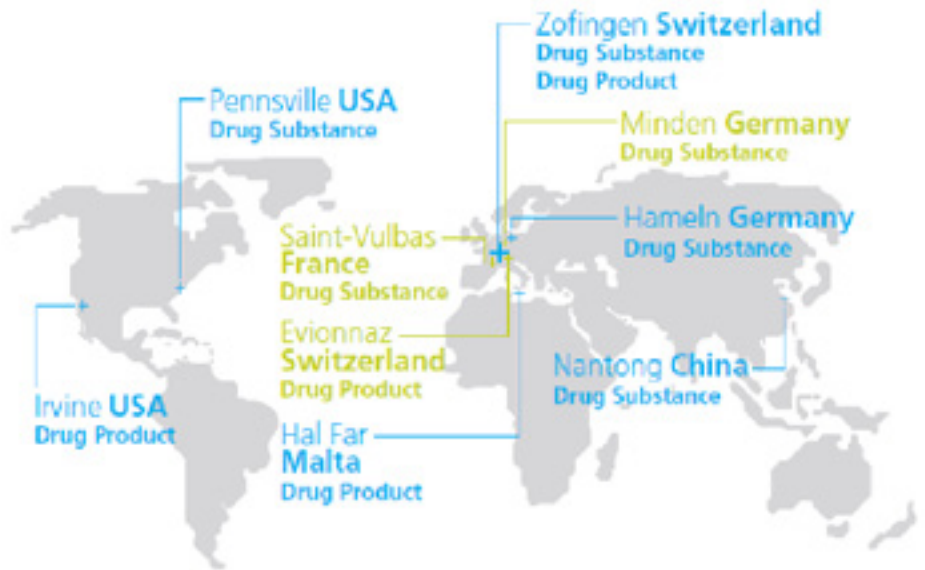 Zofingen Switzerland
Drug Substance
Drug Product
Pennsville USA
Drug Substance
Minden Germany
Drug Substance
Hameln Germany
Drug Substance
Saint-Vulbas
France
Drug Substance
Evionnaz
Switzerland
Drug Product
Nantong China
Drug Substance
Irvine USA
Drug Product
Hal Far
Malta
Drug Product